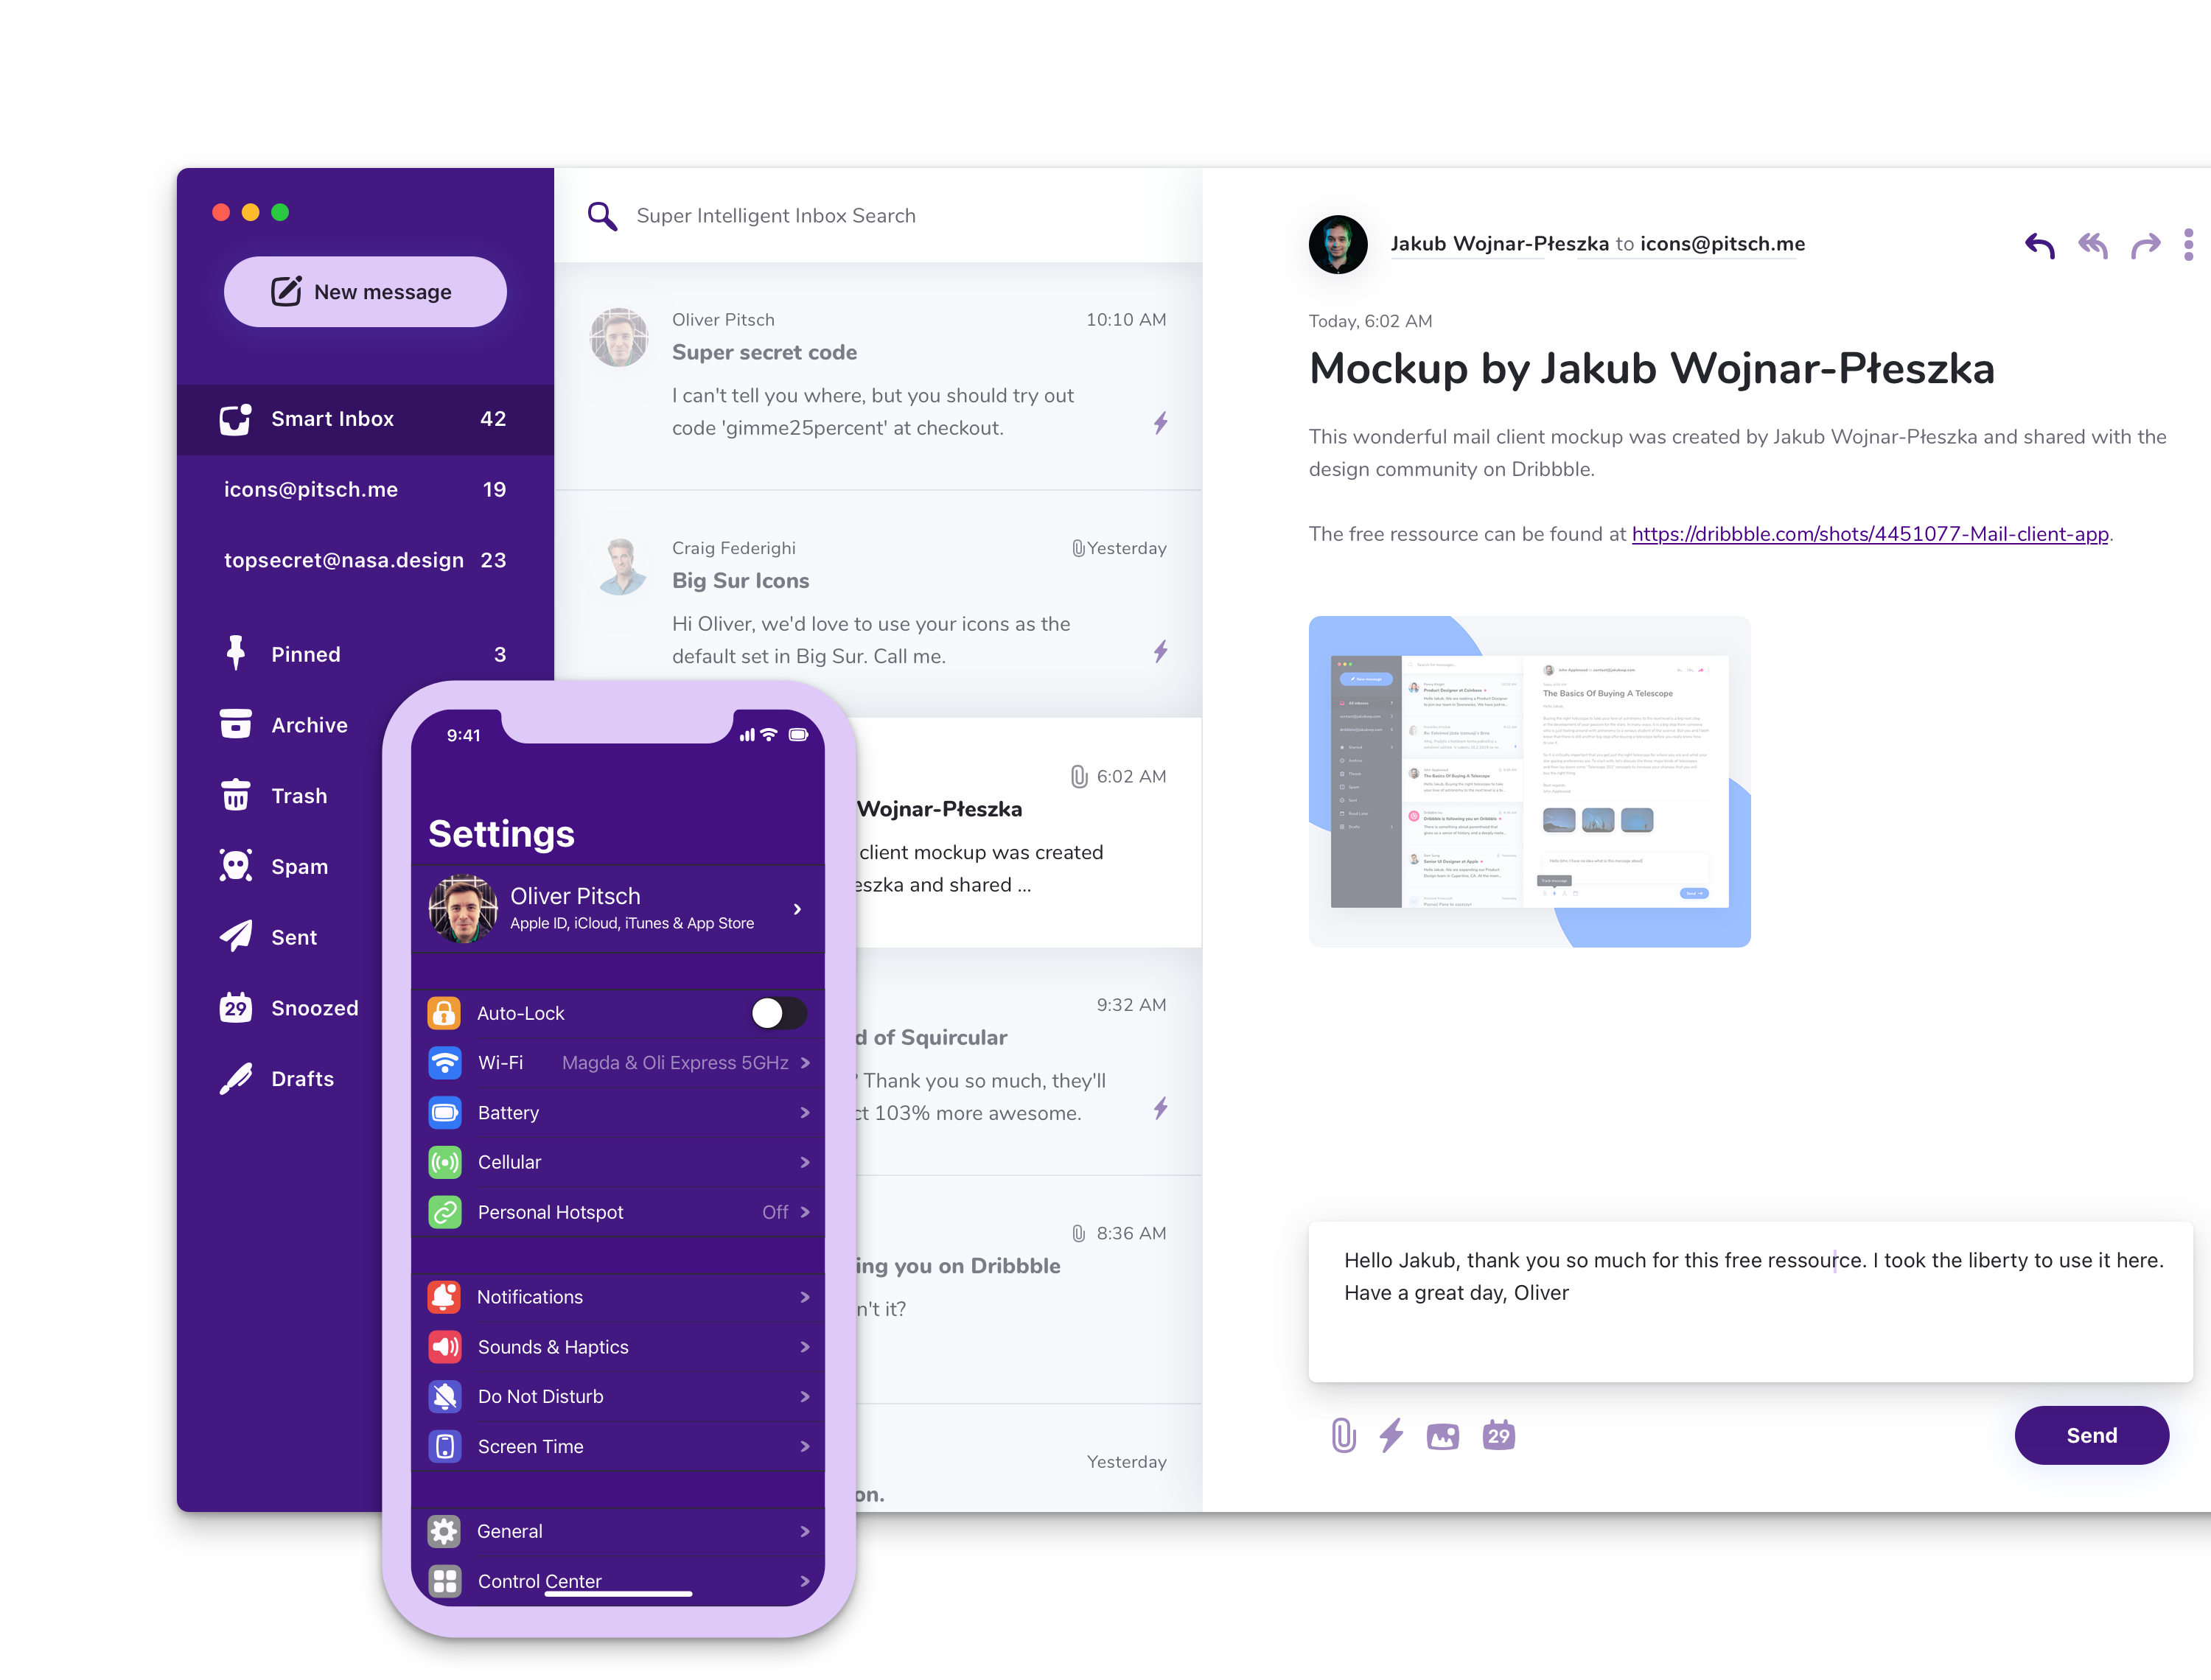 New message
Smart Inbox 42
icons@pitsch.me 19
topsecret@nasa.design 23
Pinned 3
Archive
Trash
Spam
Sent
29 Snoozed
Drafts
Super Intelligent Inbox Search
Oliver Pitsch 10:10 AM
Super secret code
I can't tell you where, but you should try out
code 'gimme25percent' at checkout.
Craig Federighi Yesterday
Big Sur Icons
Hi Oliver, we'd love to use your icons as the
default set in Big Sur. Call me.
6:02 AM
Wojnar-Płeszka
client mockup was created
eszka and shared ...
9:32 AM
d of Squircular
? Thank you so much, they'll
ct 103% more awesome.
8:36 AM
ing you on Dribbble
n't it?
Yesterday
on.
9:41
Settings
Oliver Pitsch
Apple ID, iCloud, iTunes & App Store
Auto-Lock
Wi-Fi Magda & Oli Express 5GHz
Battery
Cellular
Personal Hotspot Off
Notifications
Sounds & Haptics
Do Not Disturb
Screen Time
General
Control Center
Jakub Wojnar-Płeszka to icons@pitsch.me
Today, 6:02 AM
Mockup by Jakub Wojnar-Płeszka
This wonderful mail client mockup was created by Jakub Wojnar-Płeszka and shared with the
design community on Dribbble.
The free ressource can be found at https://dribbble.com/shots/4451077-Mail-client-app.
The Basics Of Buying A Telescope
Hello Jakub, thank you so much for this free ressource. I took the liberty to use it here.
Have a great day, Oliver
29
Send